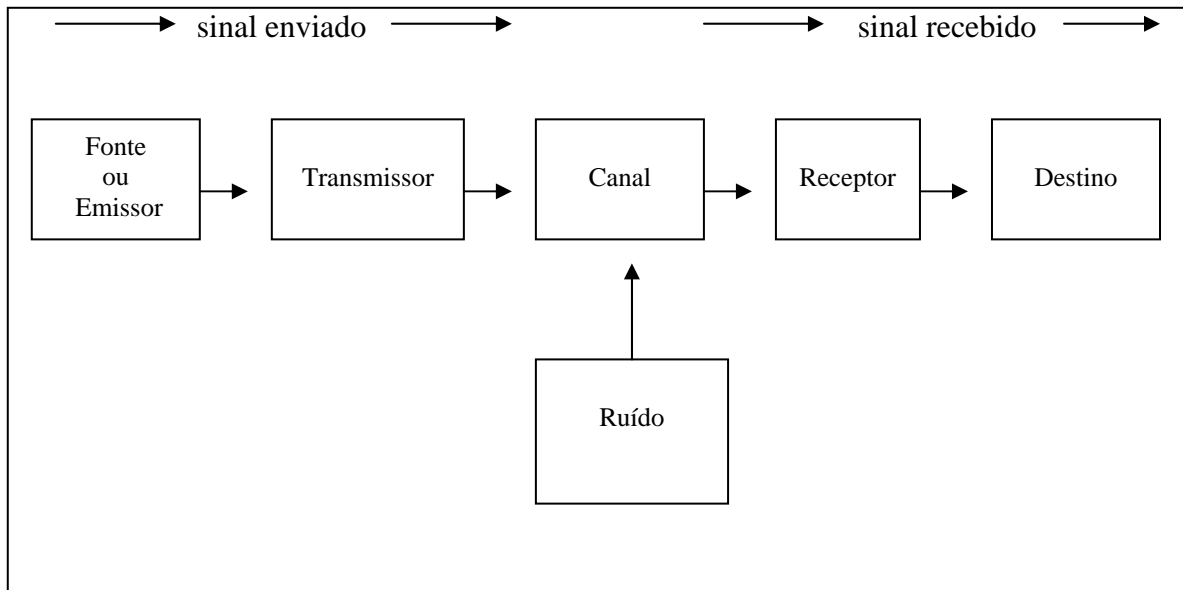 sinal enviado
sinal recebido
Fonte
ou
Emissor
Transmissor
Canal
Receptor
Destino
Ruído